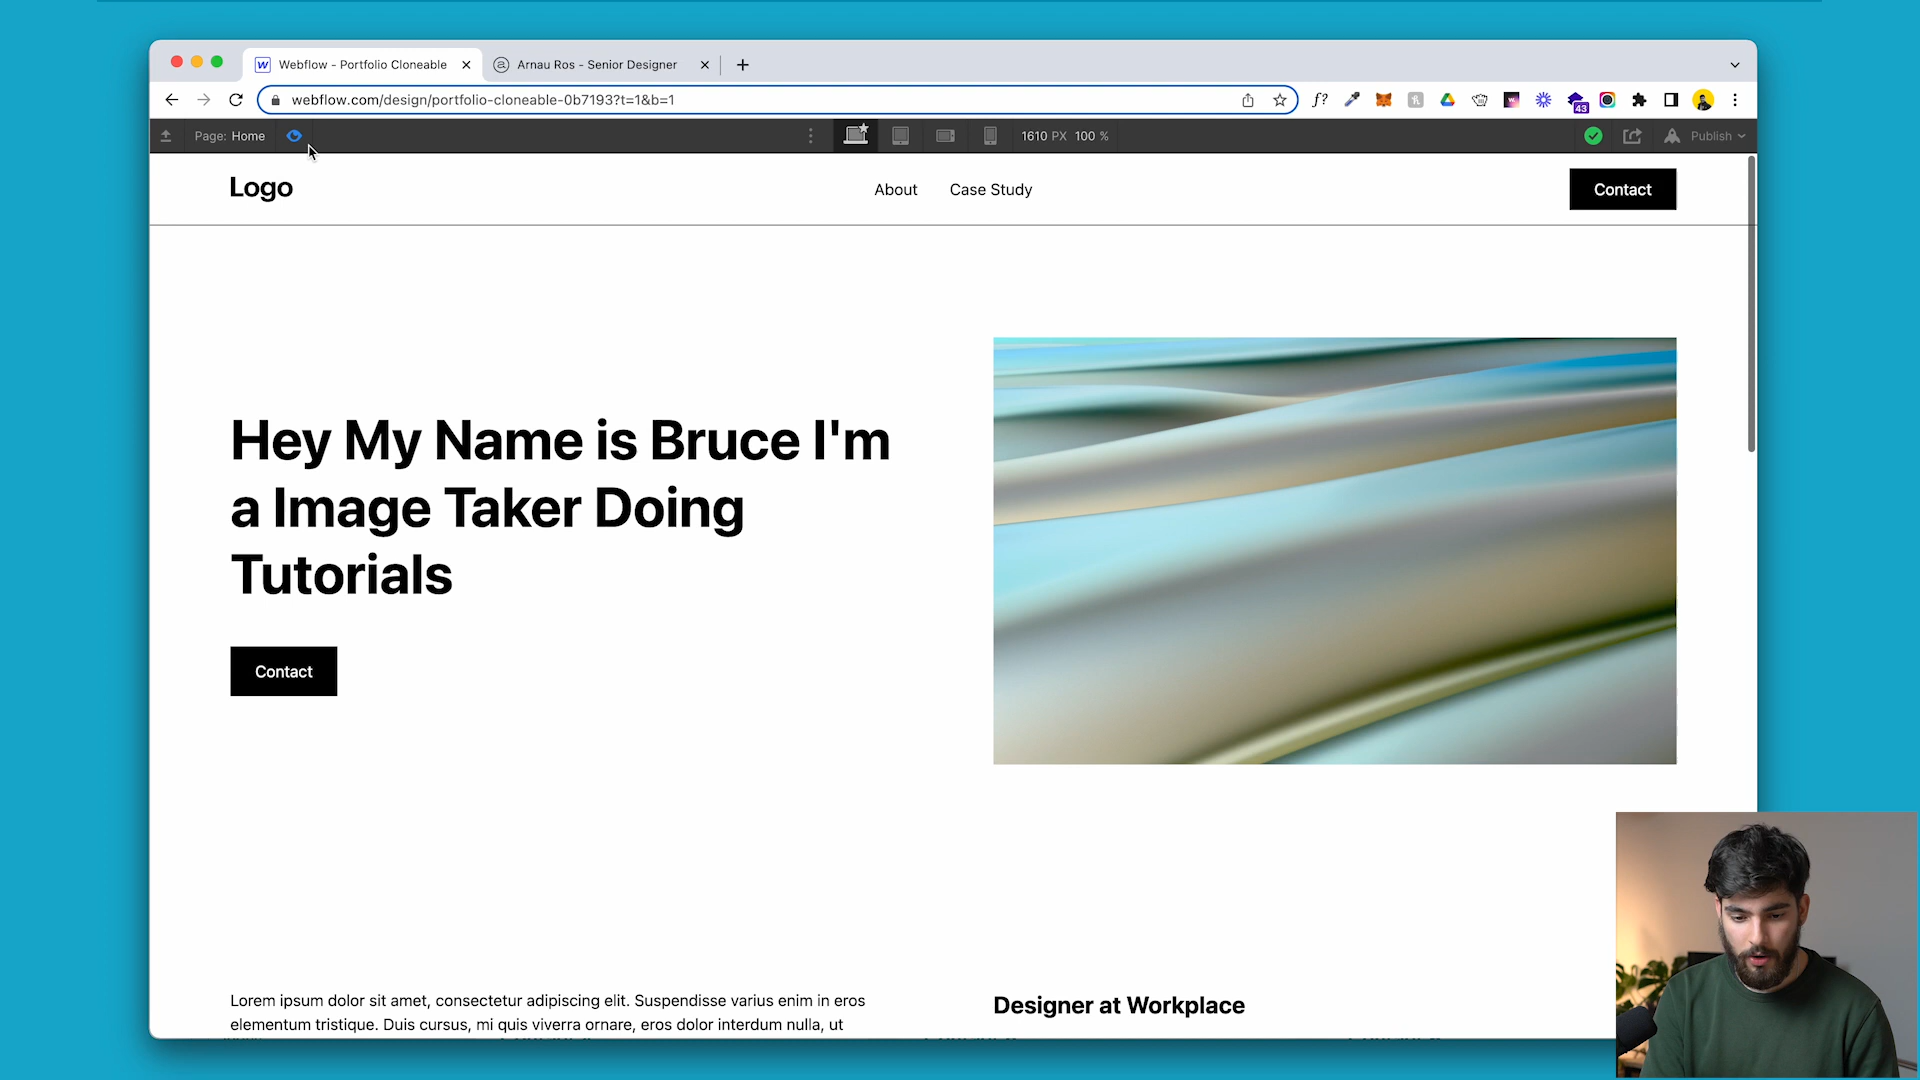 Webflow - Portfolio Cloneable
Arnau Ros - Senior Designer
webflow.com/design/portfolio-cloneable-0b7193?t=1&b=1
f?
43
Page: Home
1610 PX 100 %
Publish
Logo
About
Case Study
Contact
Hey My Name is Bruce I'm
a Image Taker Doing
Tutorials
Contact
Lorem ipsum dolor sit amet, consectetur adipiscing elit. Suspendisse varius enim in eros
elementum tristique. Duis cursus, mi quis viverra ornare, eros dolor interdum nulla, ut
Designer at Workplace